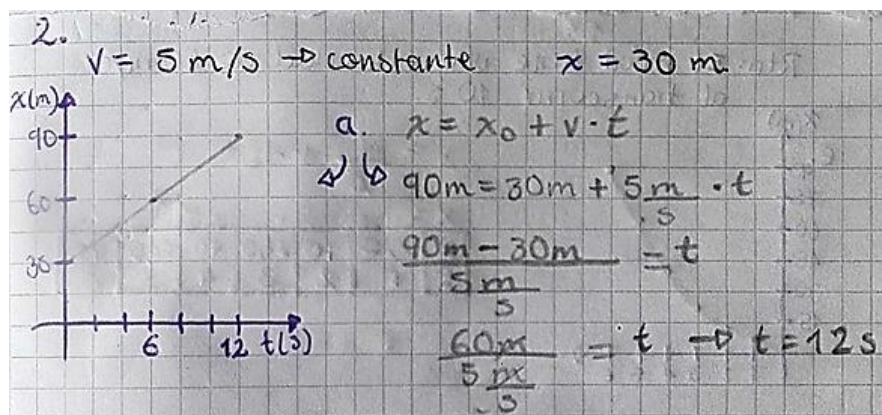 2.
v = 5 m/s → constante x = 30 m
x(m)
90
60
30
6 12 t(s)
a. x = x₀ + v · t
90m = 30m + 5 m/s · t
90m - 30m / 5 m/s = t
60m / 5 m/s = t → t = 12 s